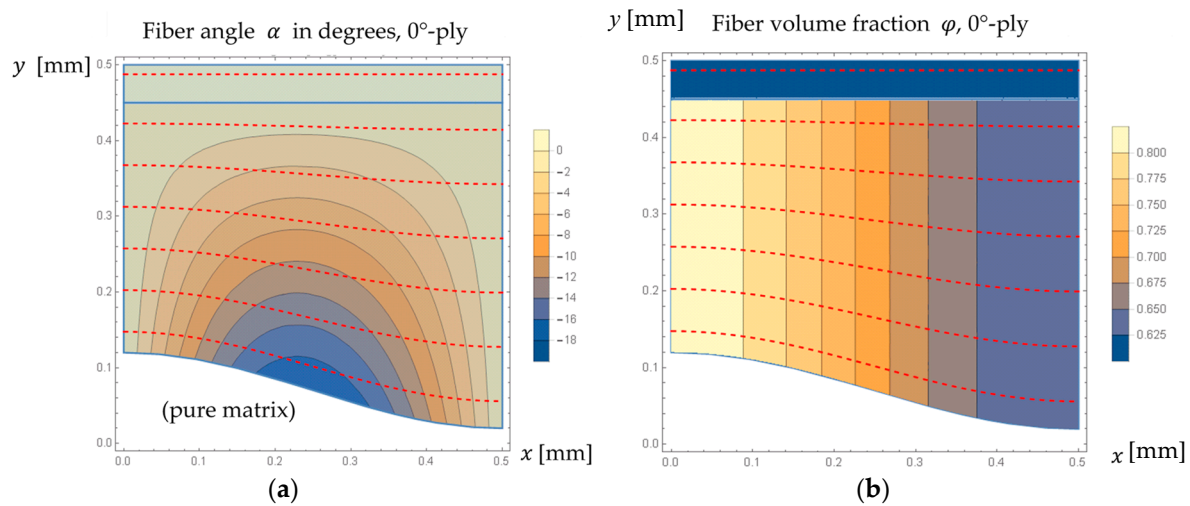 Fiber angle α in degrees, 0°-ply
y [mm]
0.5
0.4
0.3
0.2
0.1
0.0
0.0 0.1 0.2 0.3 0.4 0.5
x [mm]
(pure matrix)
0
−2
−4
−6
−8
−10
−12
−14
−16
18
(a)
y [mm]
Fiber volume fraction φ, 0°-ply
0.5
0.4
0.3
0.2
0.1
0.0
0.0 0.1 0.2 0.3 0.4 0.5
x [mm]
0.800
0.775
0.750
0.725
0.700
0.675
0.650
0.625
(b)